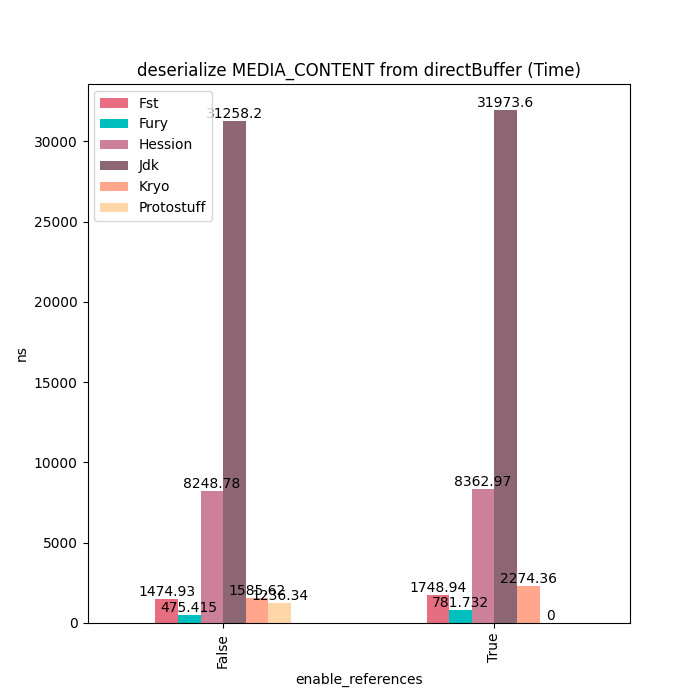 deserialize MEDIA_CONTENT from directBuffer (Time)
Fst
Fury
Hession
Jdk
Kryo
Protostuff
ns
30000
25000
20000
15000
10000
5000
0
1474.93
475.415
8248.78
31258.2
1585.62
1236.34
1748.94
781.732
8362.97
31973.6
2274.36
0
False
True
enable_references